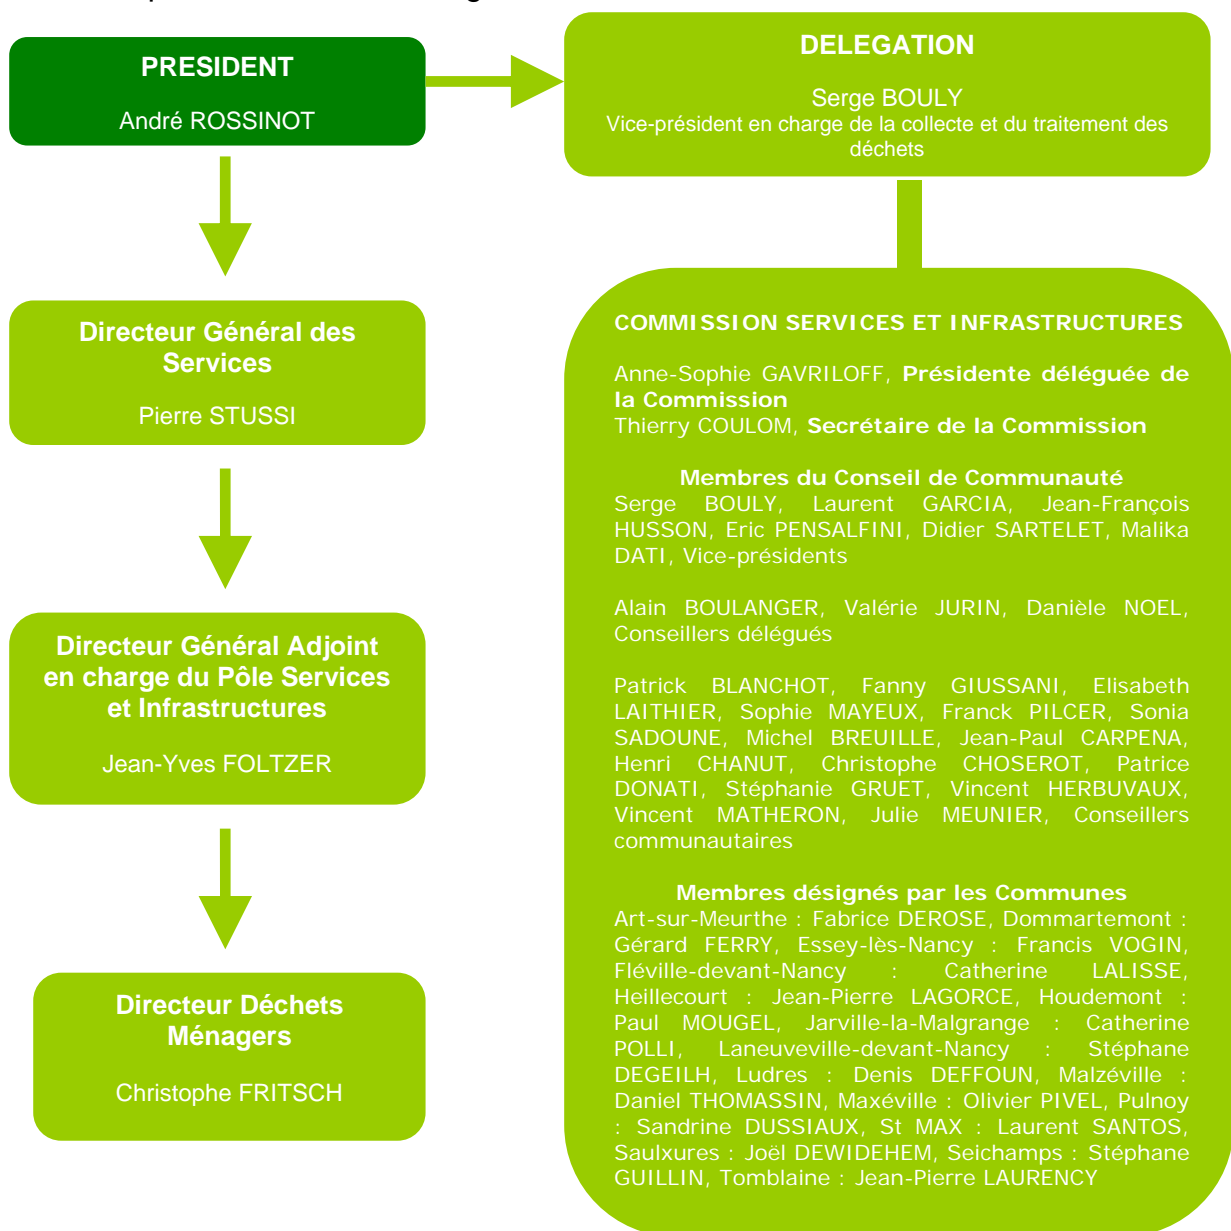 PRESIDENT
André ROSSINOT
DELEGATION
Serge BOULY
Vice-président en charge de la collecte et du traitement des
déchets
Directeur Général des
Services
Pierre STUSSI
Directeur Général Adjoint
en charge du Pôle Services
et Infrastructures
Jean-Yves FOLTZER
Directeur Déchets
Ménagers
Christophe FRITSCH
COMMISSION SERVICES ET INFRASTRUCTURES
Anne-Sophie GAVRILOFF, Présidente déléguée de
la Commission
Thierry COULOM, Secrétaire de la Commission
Membres du Conseil de Communauté
Serge BOULY, Laurent GARCIA, Jean-François
HUSSON, Eric PENSALFINI, Didier SARTELET, Malika
DATI, Vice-présidents
Alain BOULANGER, Valérie JURIN, Danièle NOEL,
Conseillers délégués
Patrick BLANCHOT, Fanny GIUSSANI, Elisabeth
LAITHIER, Sophie MAYEUX, Franck PILCER, Sonia
SADOUNE, Michel BREUILLE, Jean-Paul CARPENA,
Henri CHANUT, Christophe CHOSEROT, Patrice
DONATI, Stéphanie GRUET, Vincent HERBUVAUX,
Vincent MATHERON, Julie MEUNIER, Conseillers
communautaires
Membres désignés par les Communes
Art-sur-Meurthe : Fabrice DEROSE, Dommartemont :
Gérard FERRY, Essey-lès-Nancy : Francis VOGIN,
Fléville-devant-Nancy : Catherine LALISSE,
Heillecourt : Jean-Pierre LAGORCE, Houdemont :
Paul MOUGEL, Jarville-la-Malgrange : Catherine
POLLI, Laneuveville-devant-Nancy : Stéphane
DEGEILH, Ludres : Denis DEFFOUN, Malzéville :
Daniel THOMASSIN, Maxéville : Olivier PIVEL, Pulnoy
: Sandrine DUSSIAUX, St MAX : Laurent SANTOS,
Saulxures : Joël DEWIDEHEM, Seichamps : Stéphane
GUILLIN, Tomblaine : Jean-Pierre LAURENCY